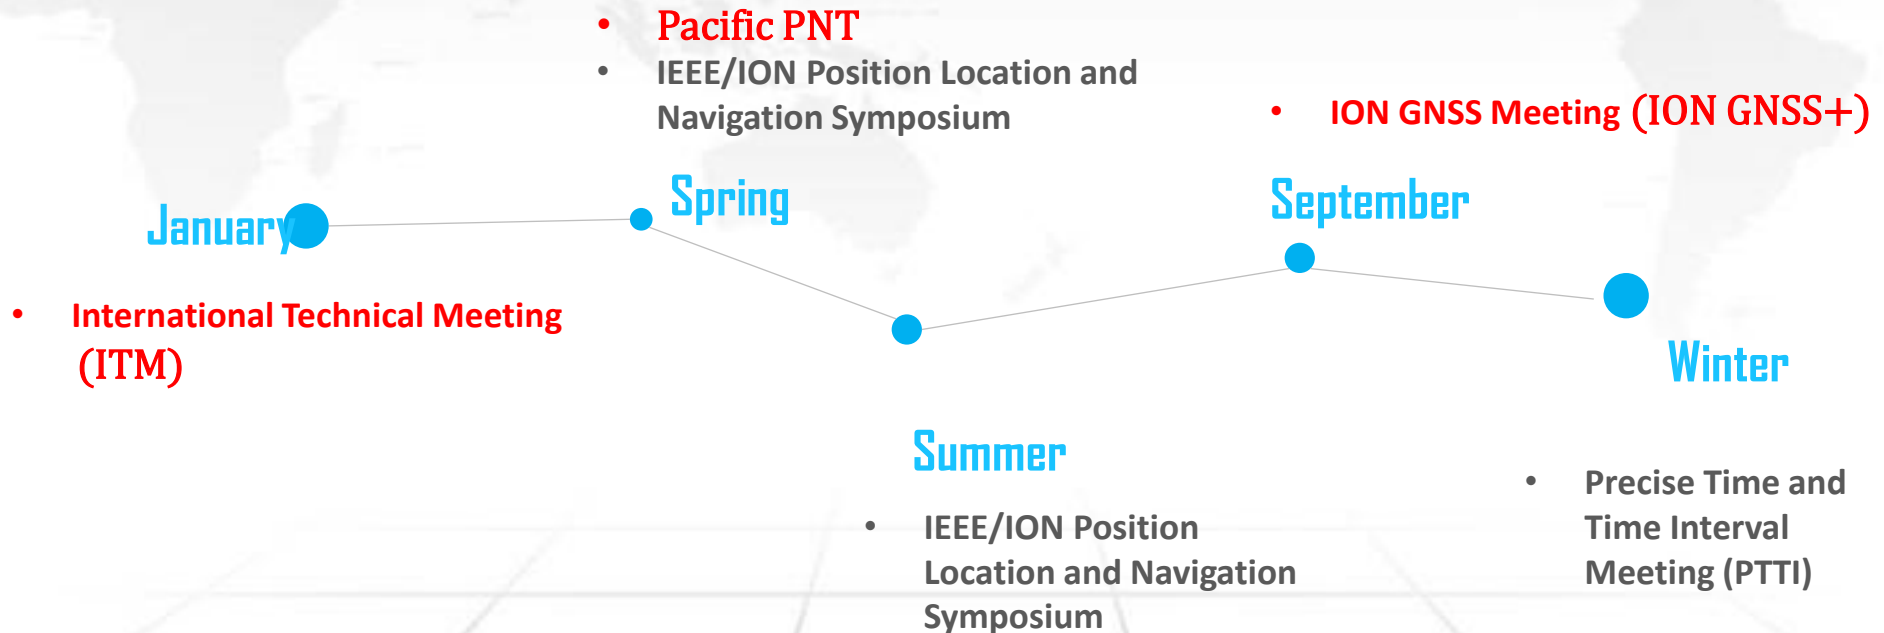 • Pacific PNT
• IEEE/ION Position Location and
Navigation Symposium
• ION GNSS Meeting (ION GNSS+)
January
Spring
September
• International Technical Meeting
(ITM)
Winter
Summer
• IEEE/ION Position
Location and Navigation
Symposium
• Precise Time and
Time Interval
Meeting (PTTI)